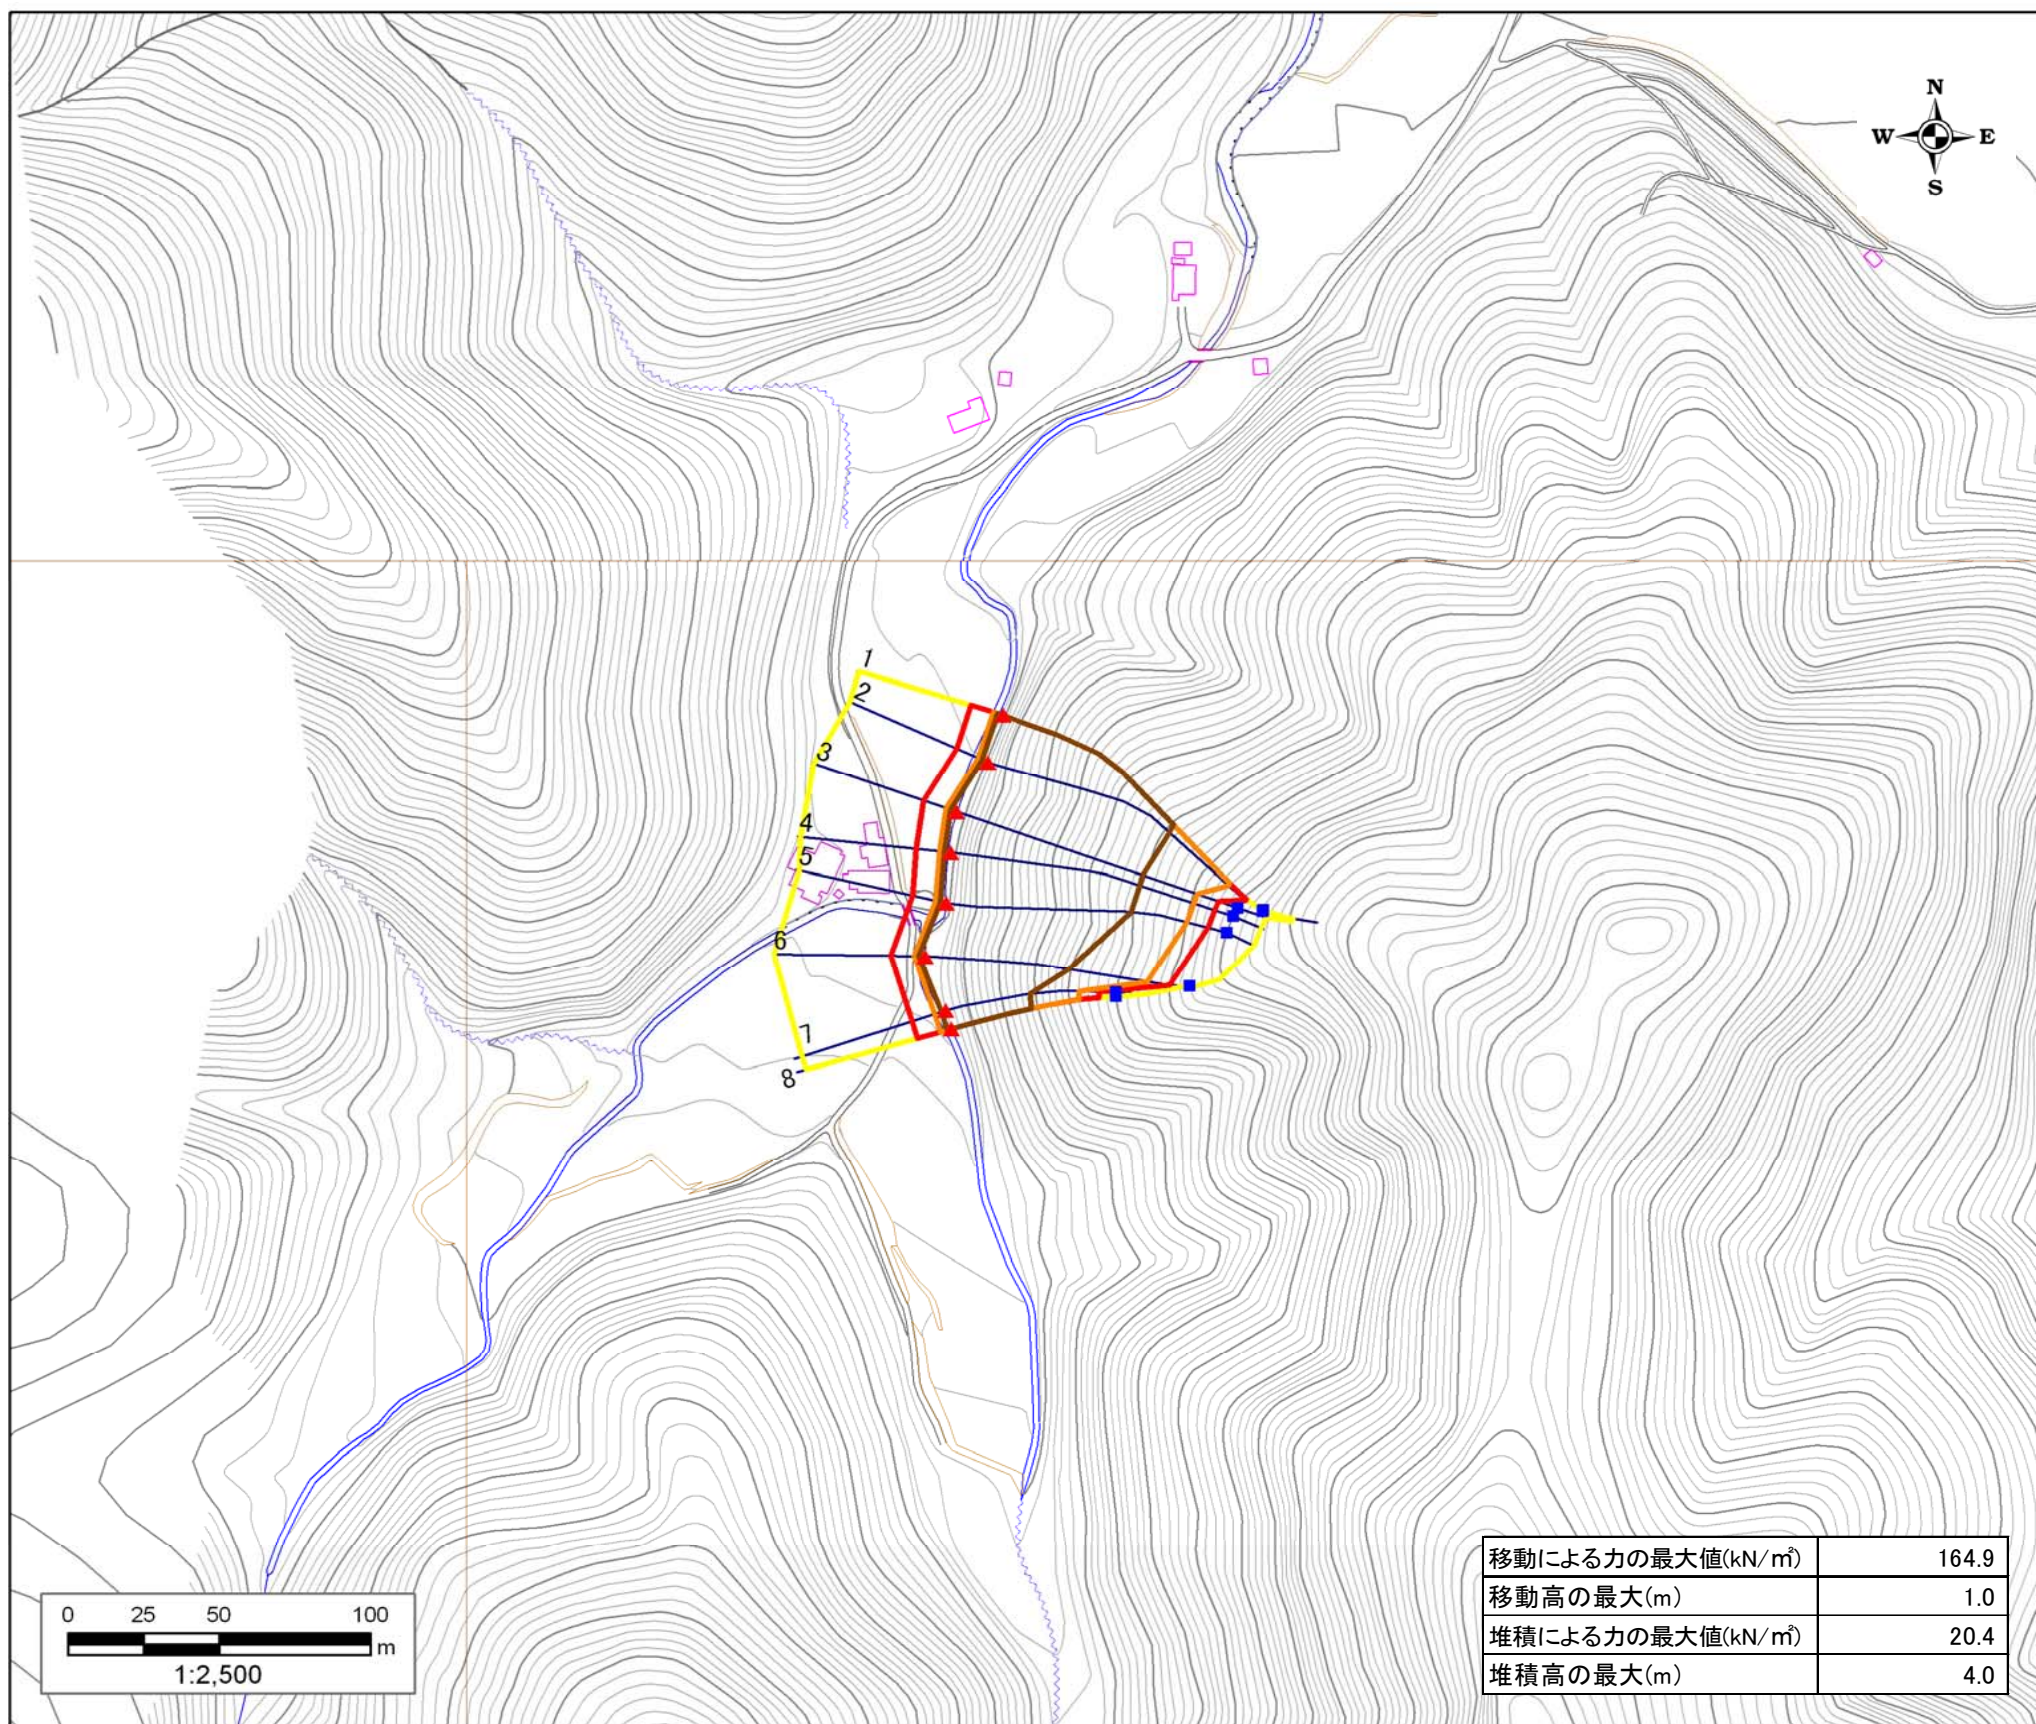 N
W E
S
1
2
3
4
5
6
7
8
0 25 50 100
m
1:2,500
移動による力の最大値(kN/㎡) 164.9
移動高の最大(m) 1.0
堆積による力の最大値(kN/㎡) 20.4
堆積高の最大(m) 4.0